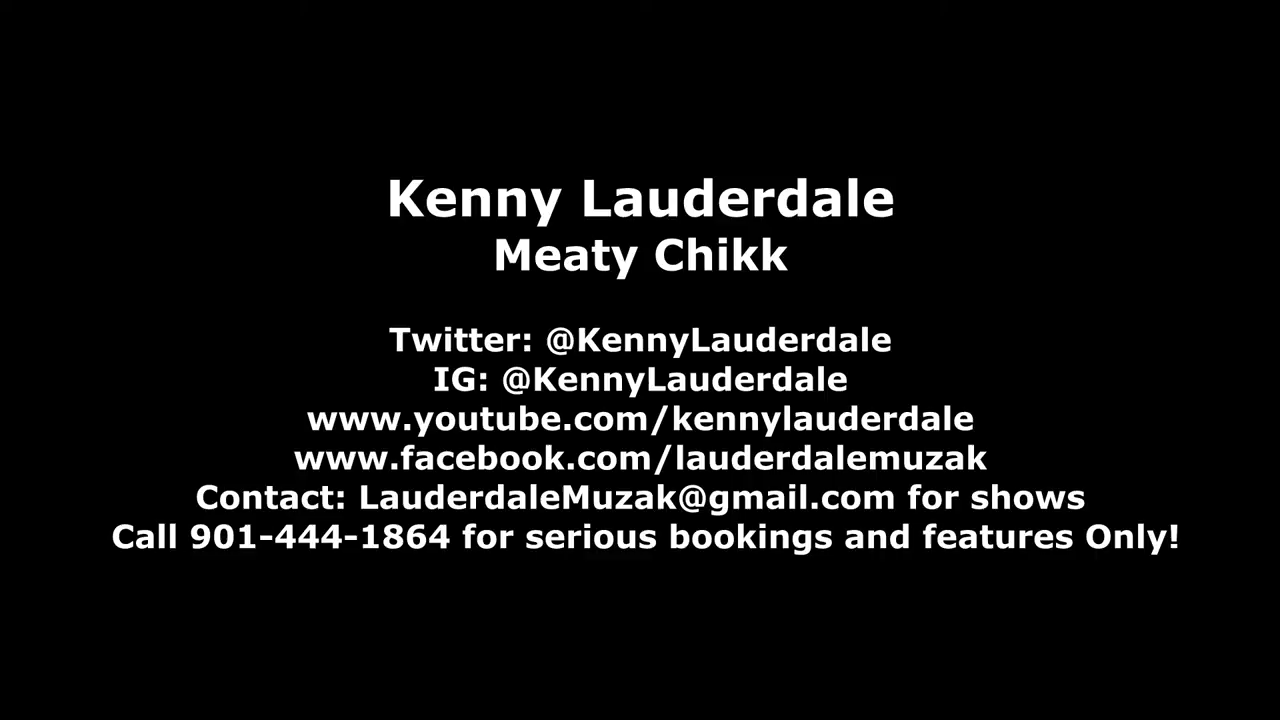 Kenny Lauderdale
Meaty Chikk
Twitter: @KennyLauderdale
IG: @KennyLauderdale
www.youtube.com/kennylauderdale
www.facebook.com/lauderdalemuzak
Contact: LauderdaleMuzak@gmail.com for shows
Call 901-444-1864 for serious bookings and features Only!